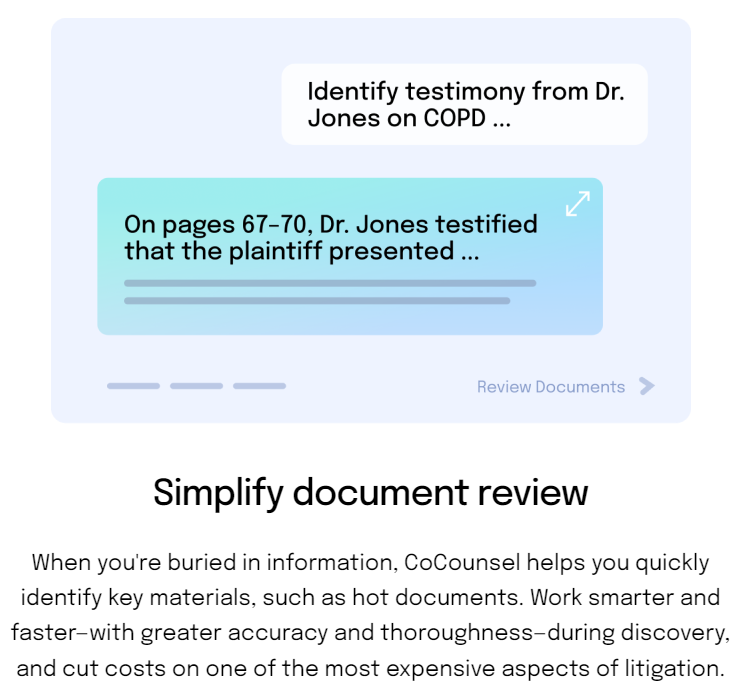 Identify testimony from Dr.
Jones on COPD ...
On pages 67–70, Dr. Jones testified
that the plaintiff presented ...
Review Documents
Simplify document review
When you're buried in information, CoCounsel helps you quickly
identify key materials, such as hot documents. Work smarter and
faster—with greater accuracy and thoroughness—during discovery,
and cut costs on one of the most expensive aspects of litigation.